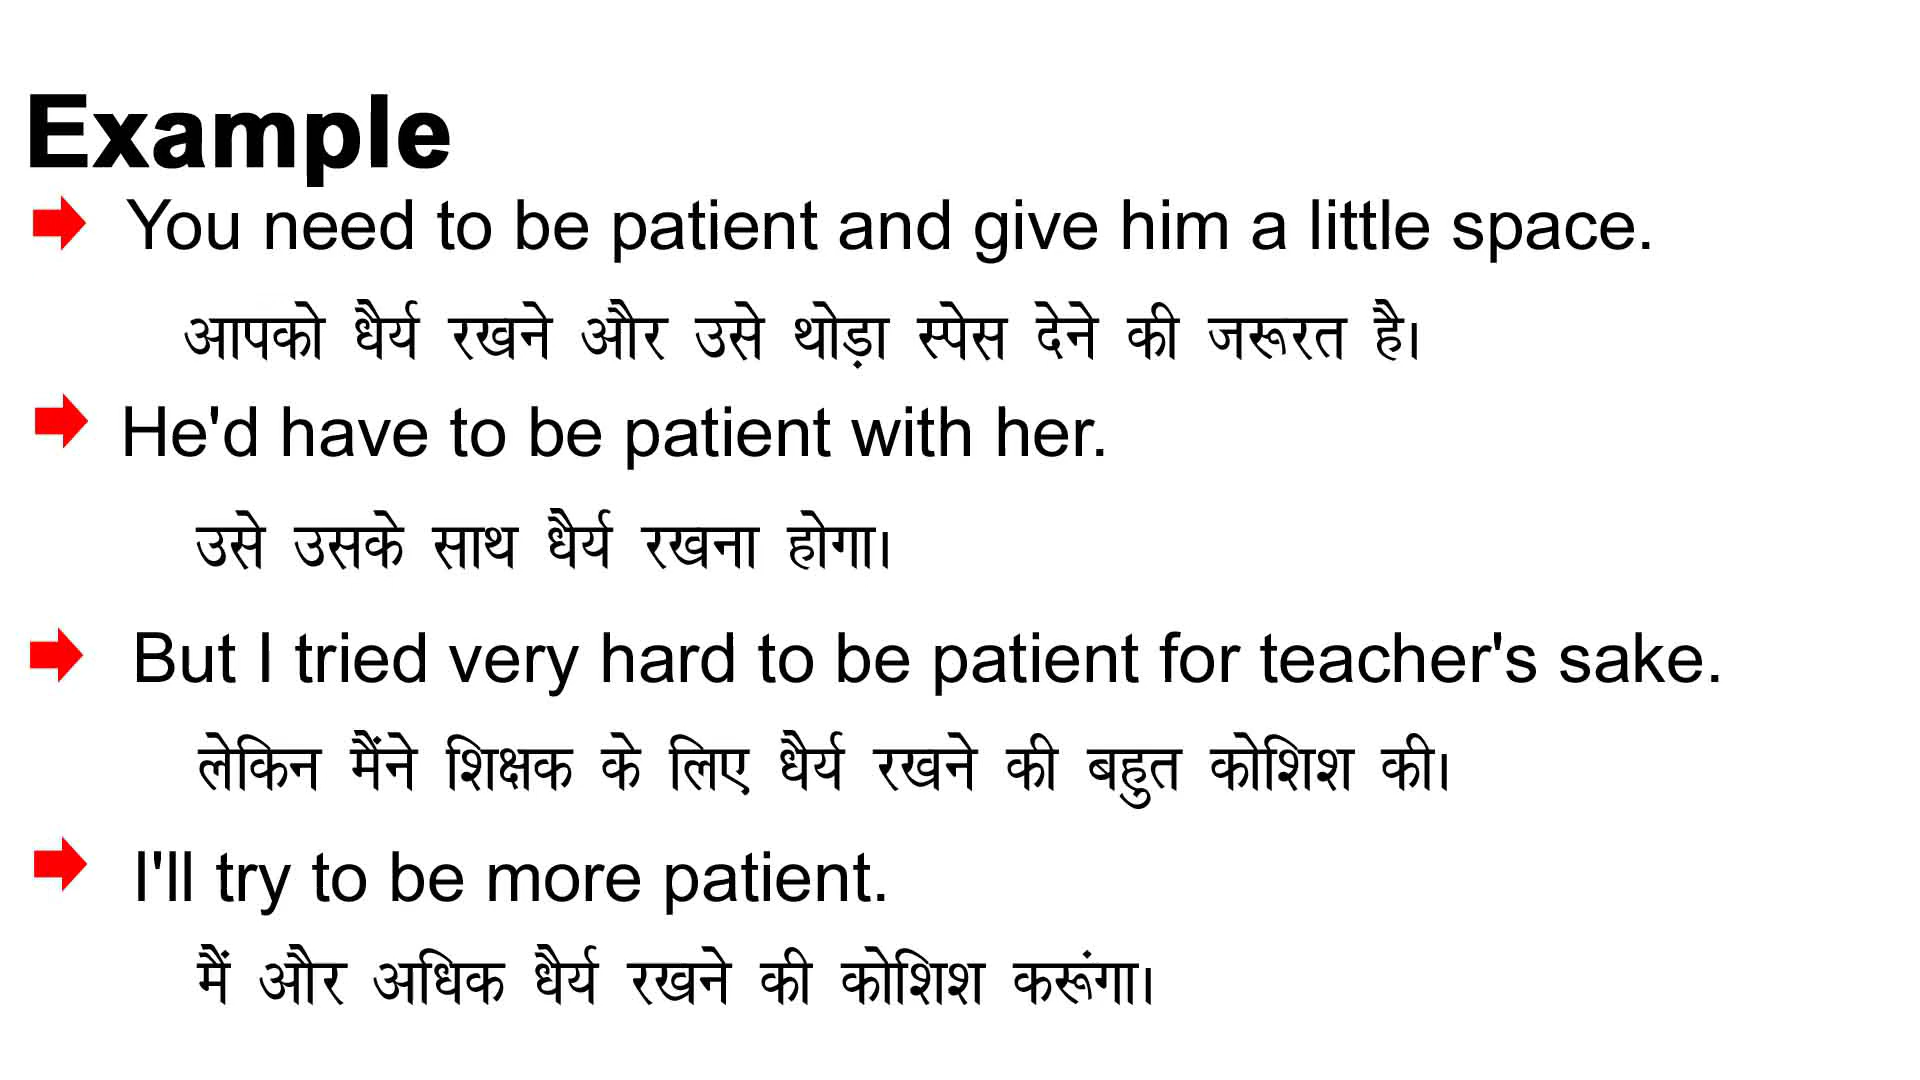 Example
You need to be patient and give him a little space.
आपको धैर्य रखने और उसे थोड़ा स्पेस देने की जरूरत है।
He'd have to be patient with her.
उसे उसके साथ धैर्य रखना होगा।
But I tried very hard to be patient for teacher's sake.
लेकिन मैंने शिक्षक के लिए धैर्य रखने की बहुत कोशिश की।
I'll try to be more patient.
मैं और अधिक धैर्य रखने की कोशिश करूंगा।